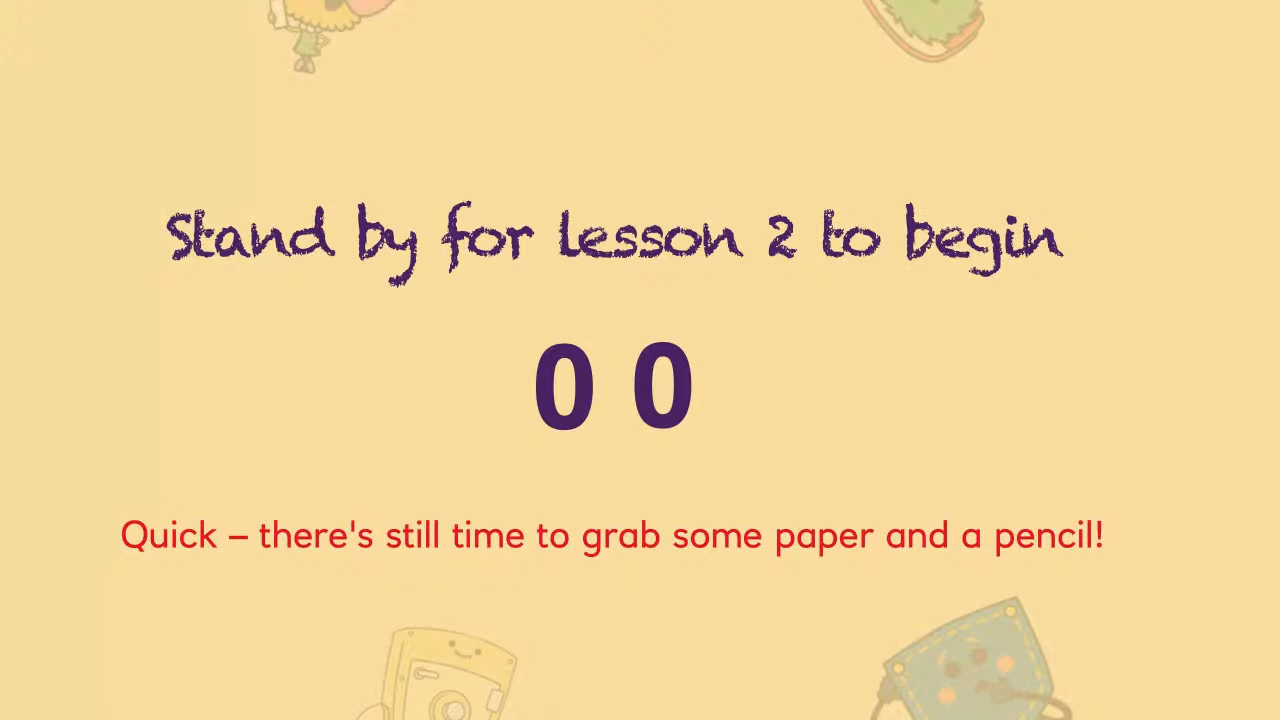 Stand by for lesson 2 to begin
0 0
Quick – there's still time to grab some paper and a pencil!